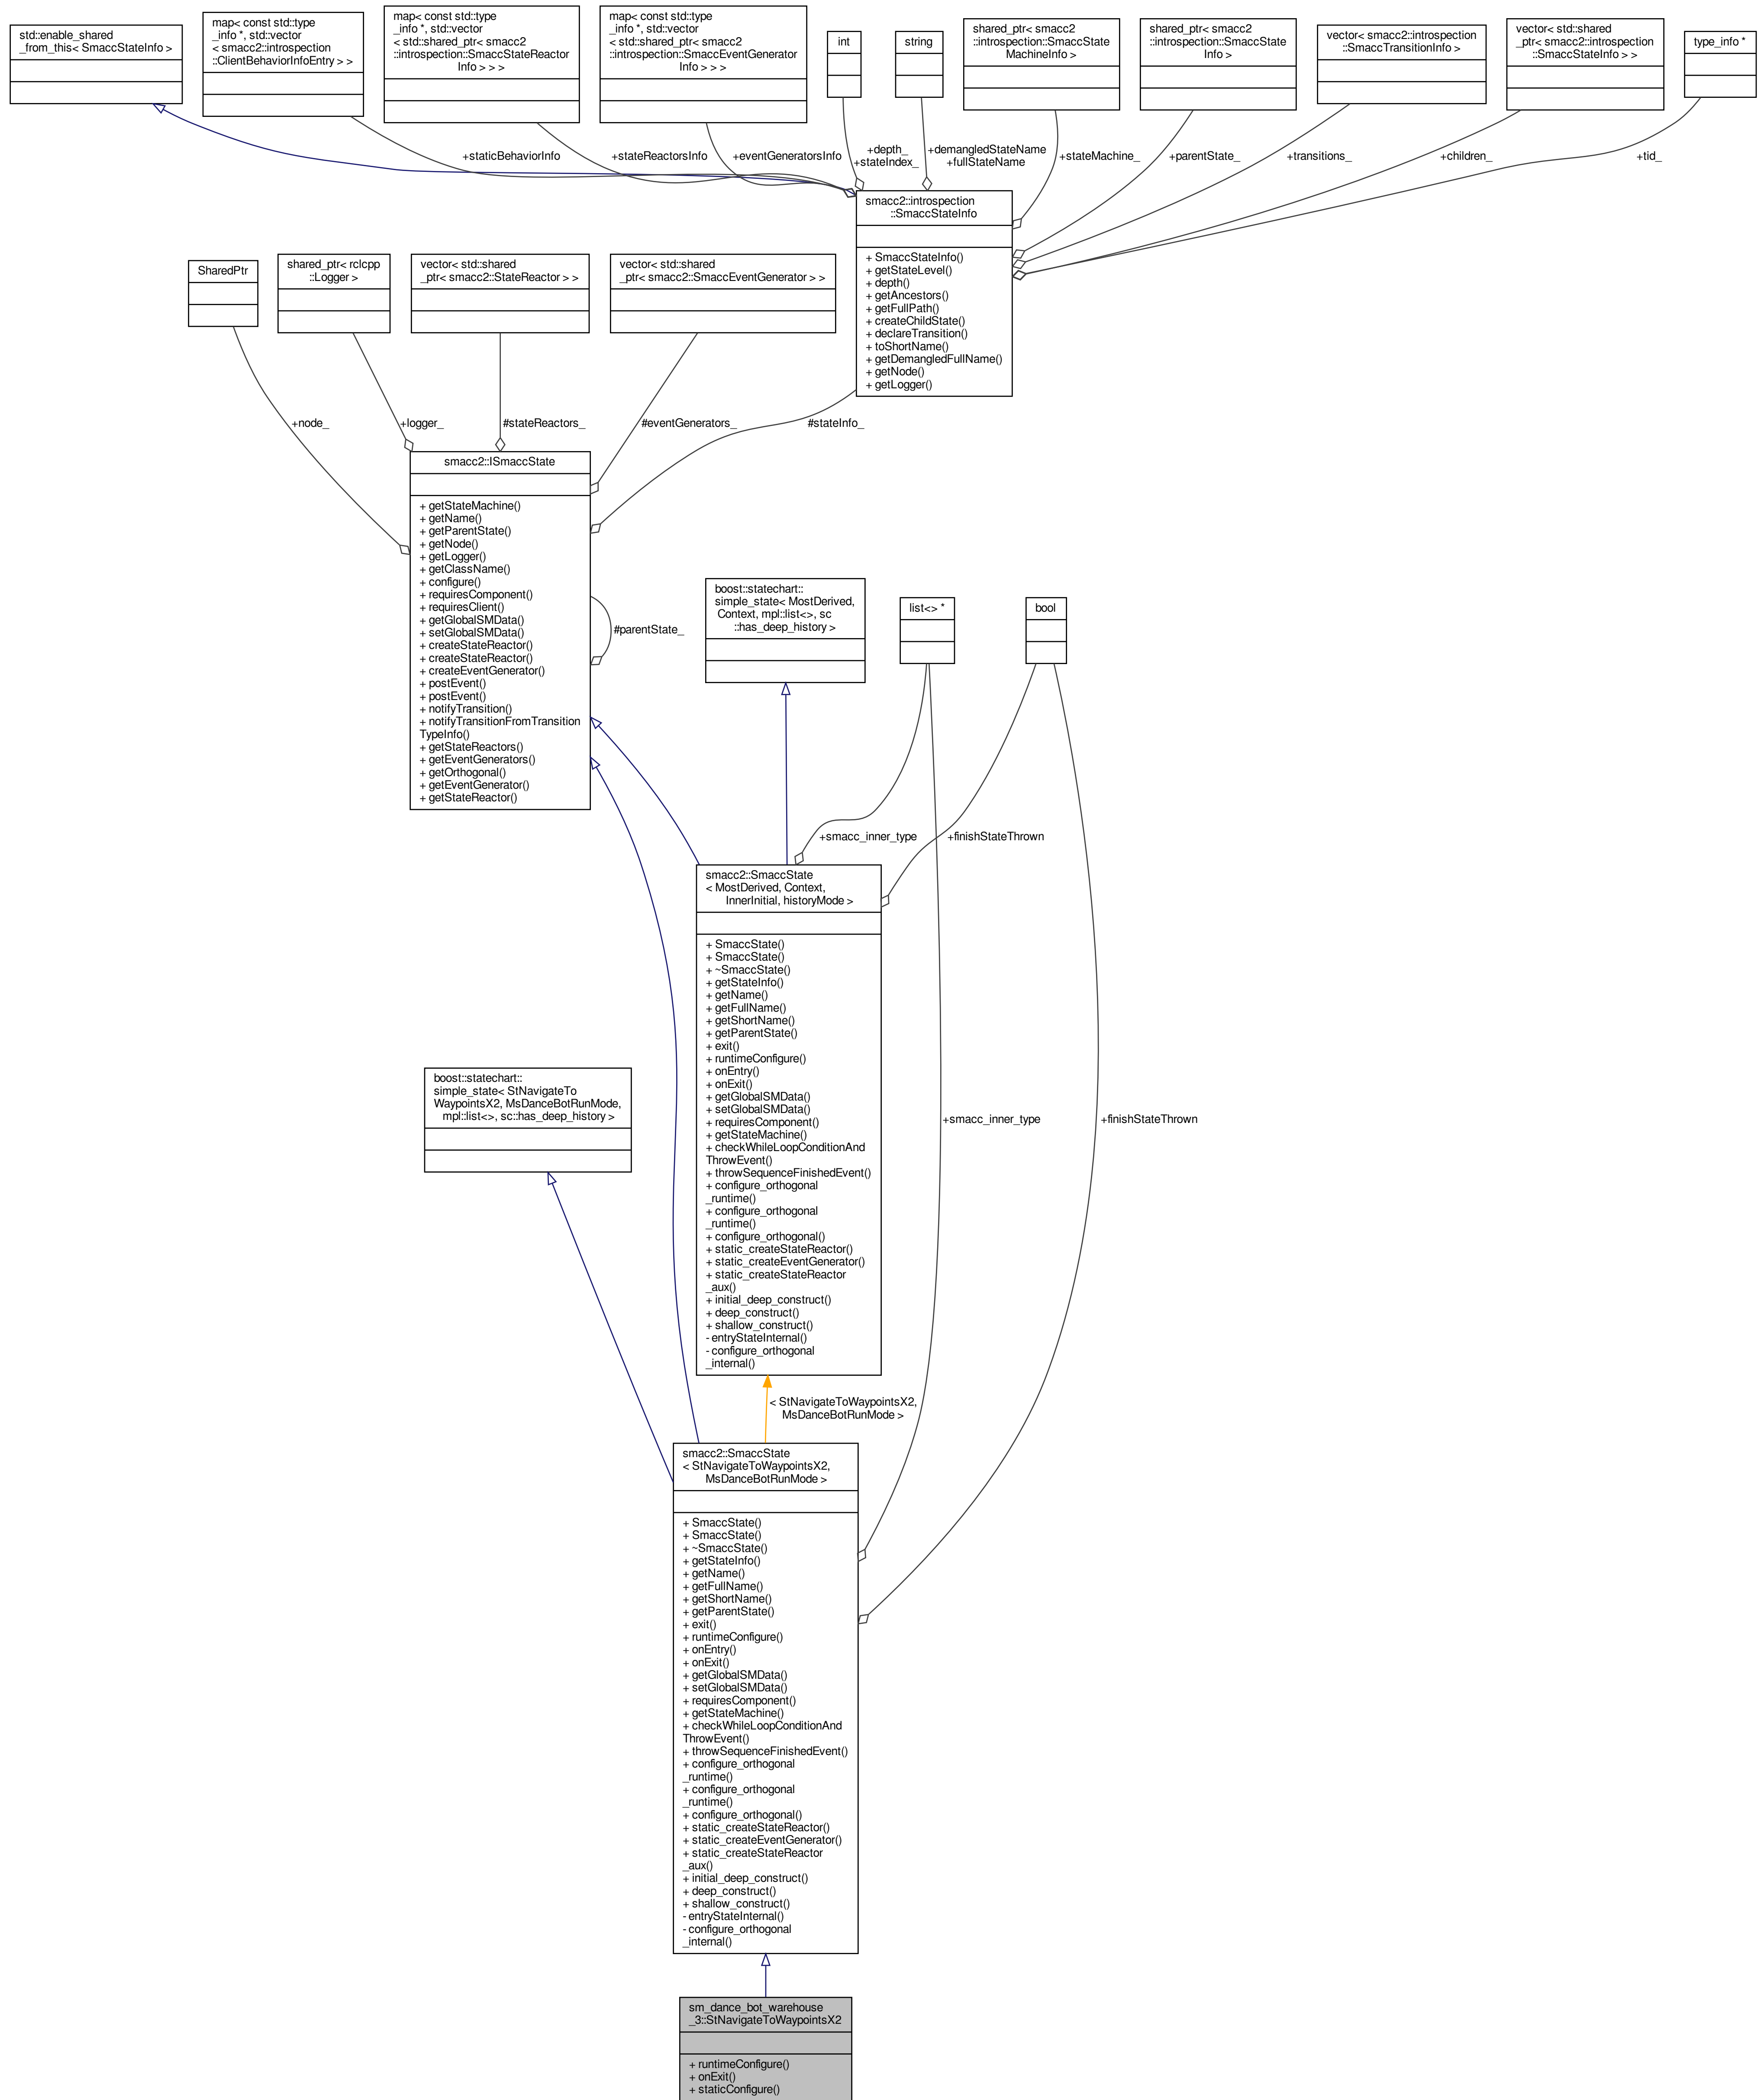 std::enable_shared
_from_this< SmaccStateInfo >
map< const std::type
_info *, std::vector
< smacc2::introspection
::ClientBehaviorInfoEntry > >
map< const std::type
_info *, std::vector
< std::shared_ptr< smacc2
::introspection::SmaccStateReactor
Info > > >
map< const std::type
_info *, std::vector
< std::shared_ptr< smacc2
::introspection::SmaccEventGenerator
Info > > >
int
string
shared_ptr< smacc2
::introspection::SmaccState
MachineInfo >
shared_ptr< smacc2
::introspection::SmaccState
Info >
vector< smacc2::introspection
::SmaccTransitionInfo >
vector< std::shared
_ptr< smacc2::introspection
::SmaccStateInfo > >
type_info *
+staticBehaviorInfo
+stateReactorsInfo
+eventGeneratorsInfo
+depth_
+stateIndex_
+demangledStateName
+fullStateName
+stateMachine_
+parentState_
+transitions_
+children_
+tid_
smacc2::introspection
::SmaccStateInfo
+ SmaccStateInfo()
+ getStateLevel()
+ depth()
+ getAncestors()
+ getFullPath()
+ createChildState()
+ declareTransition()
+ toShortName()
+ getDemangledFullName()
+ getNode()
+ getLogger()
SharedPtr
shared_ptr< rclcpp
::Logger >
vector< std::shared
_ptr< smacc2::StateReactor > >
vector< std::shared
_ptr< smacc2::SmaccEventGenerator > >
+node_
+logger_
#stateReactors_
#eventGenerators_
#stateInfo_
smacc2::ISmaccState
+ getStateMachine()
+ getName()
+ getParentState()
+ getNode()
+ getLogger()
+ getClassName()
+ configure()
+ requiresComponent()
+ requiresClient()
+ getGlobalSMData()
+ setGlobalSMData()
+ createStateReactor()
+ createStateReactor()
+ createEventGenerator()
+ postEvent()
+ postEvent()
+ notifyTransition()
+ notifyTransitionFromTransition
TypeInfo()
+ getStateReactors()
+ getEventGenerators()
+ getOrthogonal()
+ getEventGenerator()
+ getStateReactor()
#parentState_
boost::statechart::
simple_state< MostDerived,
Context, mpl::list<>, sc
::has_deep_history >
list<> *
bool
+smacc_inner_type
+finishStateThrown
smacc2::SmaccState
< MostDerived, Context,
InnerInitial, historyMode >
+ SmaccState()
+ SmaccState()
+ ~SmaccState()
+ getStateInfo()
+ getName()
+ getFullName()
+ getShortName()
+ getParentState()
+ exit()
+ runtimeConfigure()
+ onEntry()
+ onExit()
+ getGlobalSMData()
+ setGlobalSMData()
+ requiresComponent()
+ getStateMachine()
+ checkWhileLoopConditionAnd
ThrowEvent()
+ throwSequenceFinishedEvent()
+ configure_orthogonal
_runtime()
+ configure_orthogonal
_runtime()
+ configure_orthogonal()
+ static_createStateReactor()
+ static_createEventGenerator()
+ static_createStateReactor
_aux()
+ initial_deep_construct()
+ deep_construct()
+ shallow_construct()
- entryStateInternal()
- configure_orthogonal
_internal()
boost::statechart::
simple_state< StNavigateTo
WaypointsX2, MsDanceBotRunMode,
mpl::list<>, sc::has_deep_history >
+smacc_inner_type
+finishStateThrown
< StNavigateToWaypointsX2,
MsDanceBotRunMode >
smacc2::SmaccState
< StNavigateToWaypointsX2,
MsDanceBotRunMode >
+ SmaccState()
+ SmaccState()
+ ~SmaccState()
+ getStateInfo()
+ getName()
+ getFullName()
+ getShortName()
+ getParentState()
+ exit()
+ runtimeConfigure()
+ onEntry()
+ onExit()
+ getGlobalSMData()
+ setGlobalSMData()
+ requiresComponent()
+ getStateMachine()
+ checkWhileLoopConditionAnd
ThrowEvent()
+ throwSequenceFinishedEvent()
+ configure_orthogonal
_runtime()
+ configure_orthogonal
_runtime()
+ configure_orthogonal()
+ static_createStateReactor()
+ static_createEventGenerator()
+ static_createStateReactor
_aux()
+ initial_deep_construct()
+ deep_construct()
+ shallow_construct()
- entryStateInternal()
- configure_orthogonal
_internal()
sm_dance_bot_warehouse
_3::StNavigateToWaypointsX2
+ runtimeConfigure()
+ onExit()
+ staticConfigure()